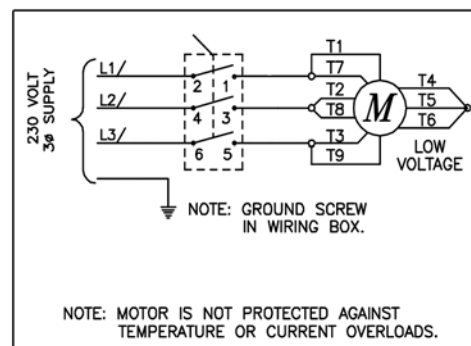 230 VOLT
3ø SUPPLY
L1/
L2/
L3/
2
1
4
3
6
5
T1
T7
T2
T8
T3
T9
M
T4
T5
T6
LOW
VOLTAGE
NOTE: GROUND SCREW
IN WIRING BOX.
NOTE: MOTOR IS NOT PROTECTED AGAINST
TEMPERATURE OR CURRENT OVERLOADS.